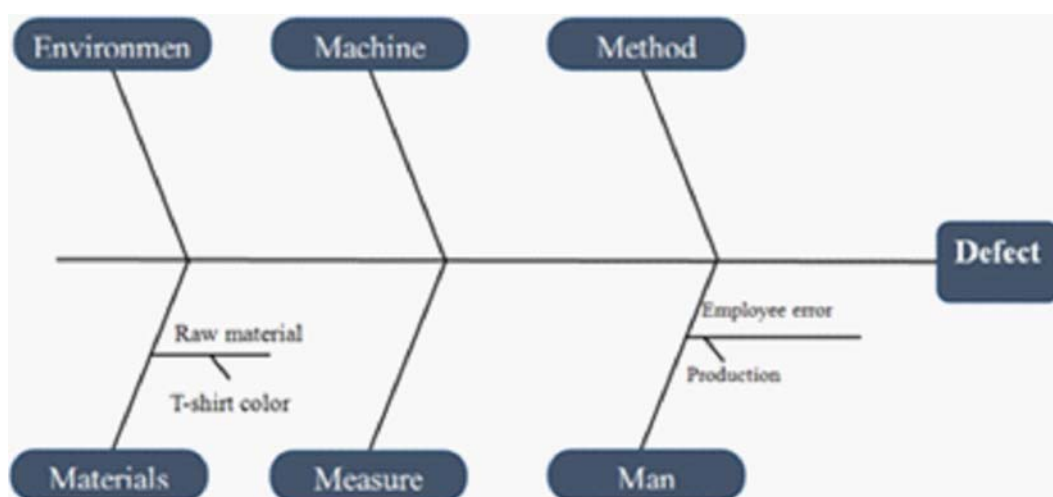 Environmen
Machine
Method
Defect
Employee error
Raw material
Production
T-shirt color
Materials
Measure
Man